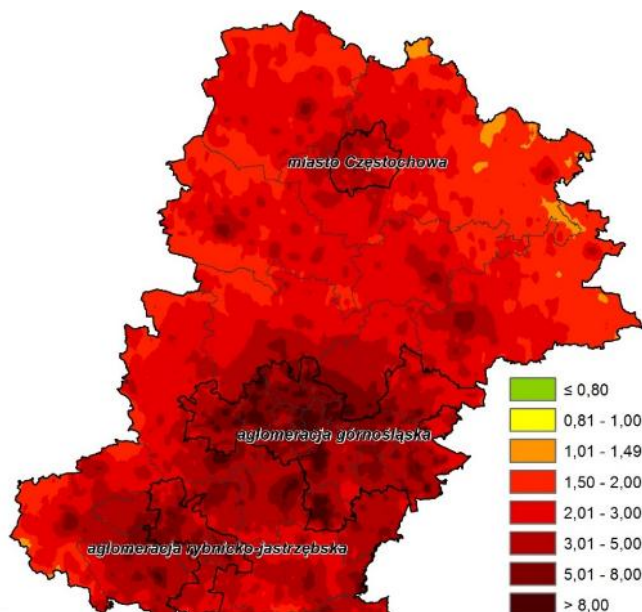 miasto Częstochowa
aglomeracja górnośląska
aglomeracja rybnicko-jastrzębska
≤ 0,80
0,81 - 1,00
1,01 - 1,49
1,50 - 2,00
2,01 - 3,00
3,01 - 5,00
5,01 - 8,00
> 8,00